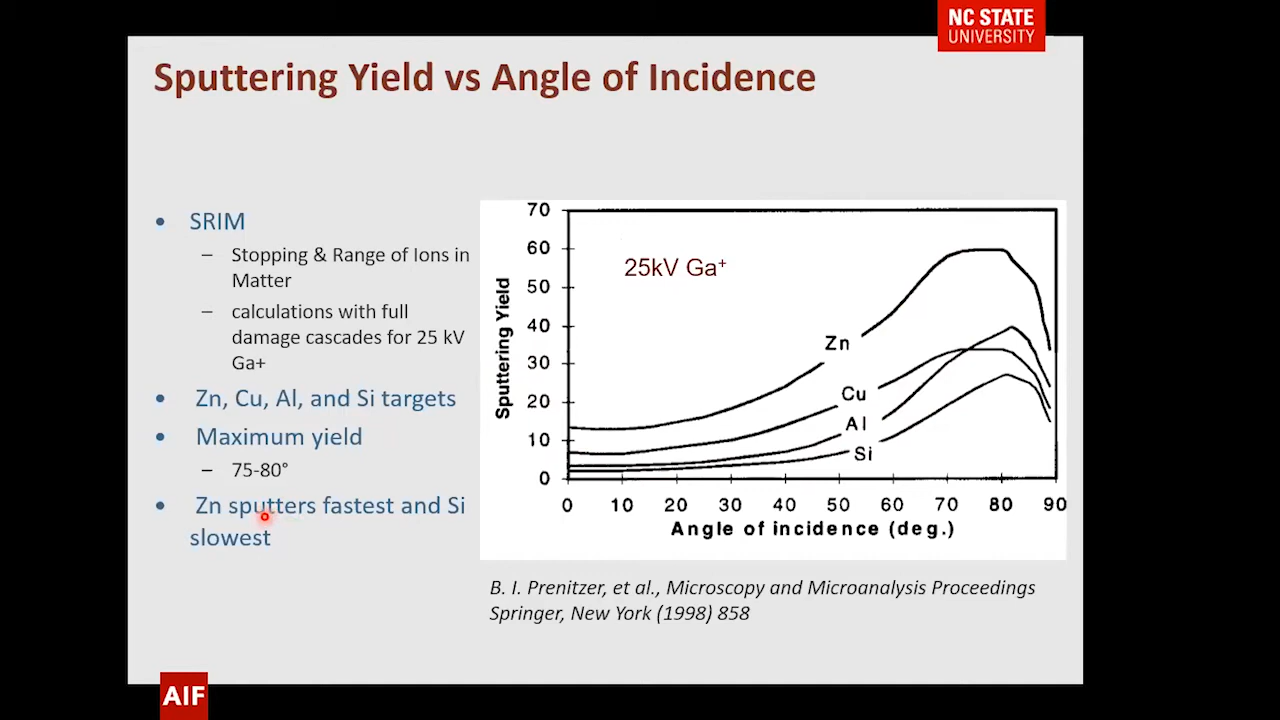 NC STATE
UNIVERSITY
Sputtering Yield vs Angle of Incidence
• SRIM
– Stopping & Range of Ions in
Matter
– calculations with full
damage cascades for 25 kV
Ga+
• Zn, Cu, Al, and Si targets
• Maximum yield
– 75-80°
• Zn sputters fastest and Si
slowest
Sputtering Yield
70
60
50
40
30
20
10
0
25kV Ga⁺
Zn
Cu
Al
Si
0 10 20 30 40 50 60 70 80 90
Angle of incidence (deg.)
B. I. Prenitzer, et al., Microscopy and Microanalysis Proceedings
Springer, New York (1998) 858
AIF